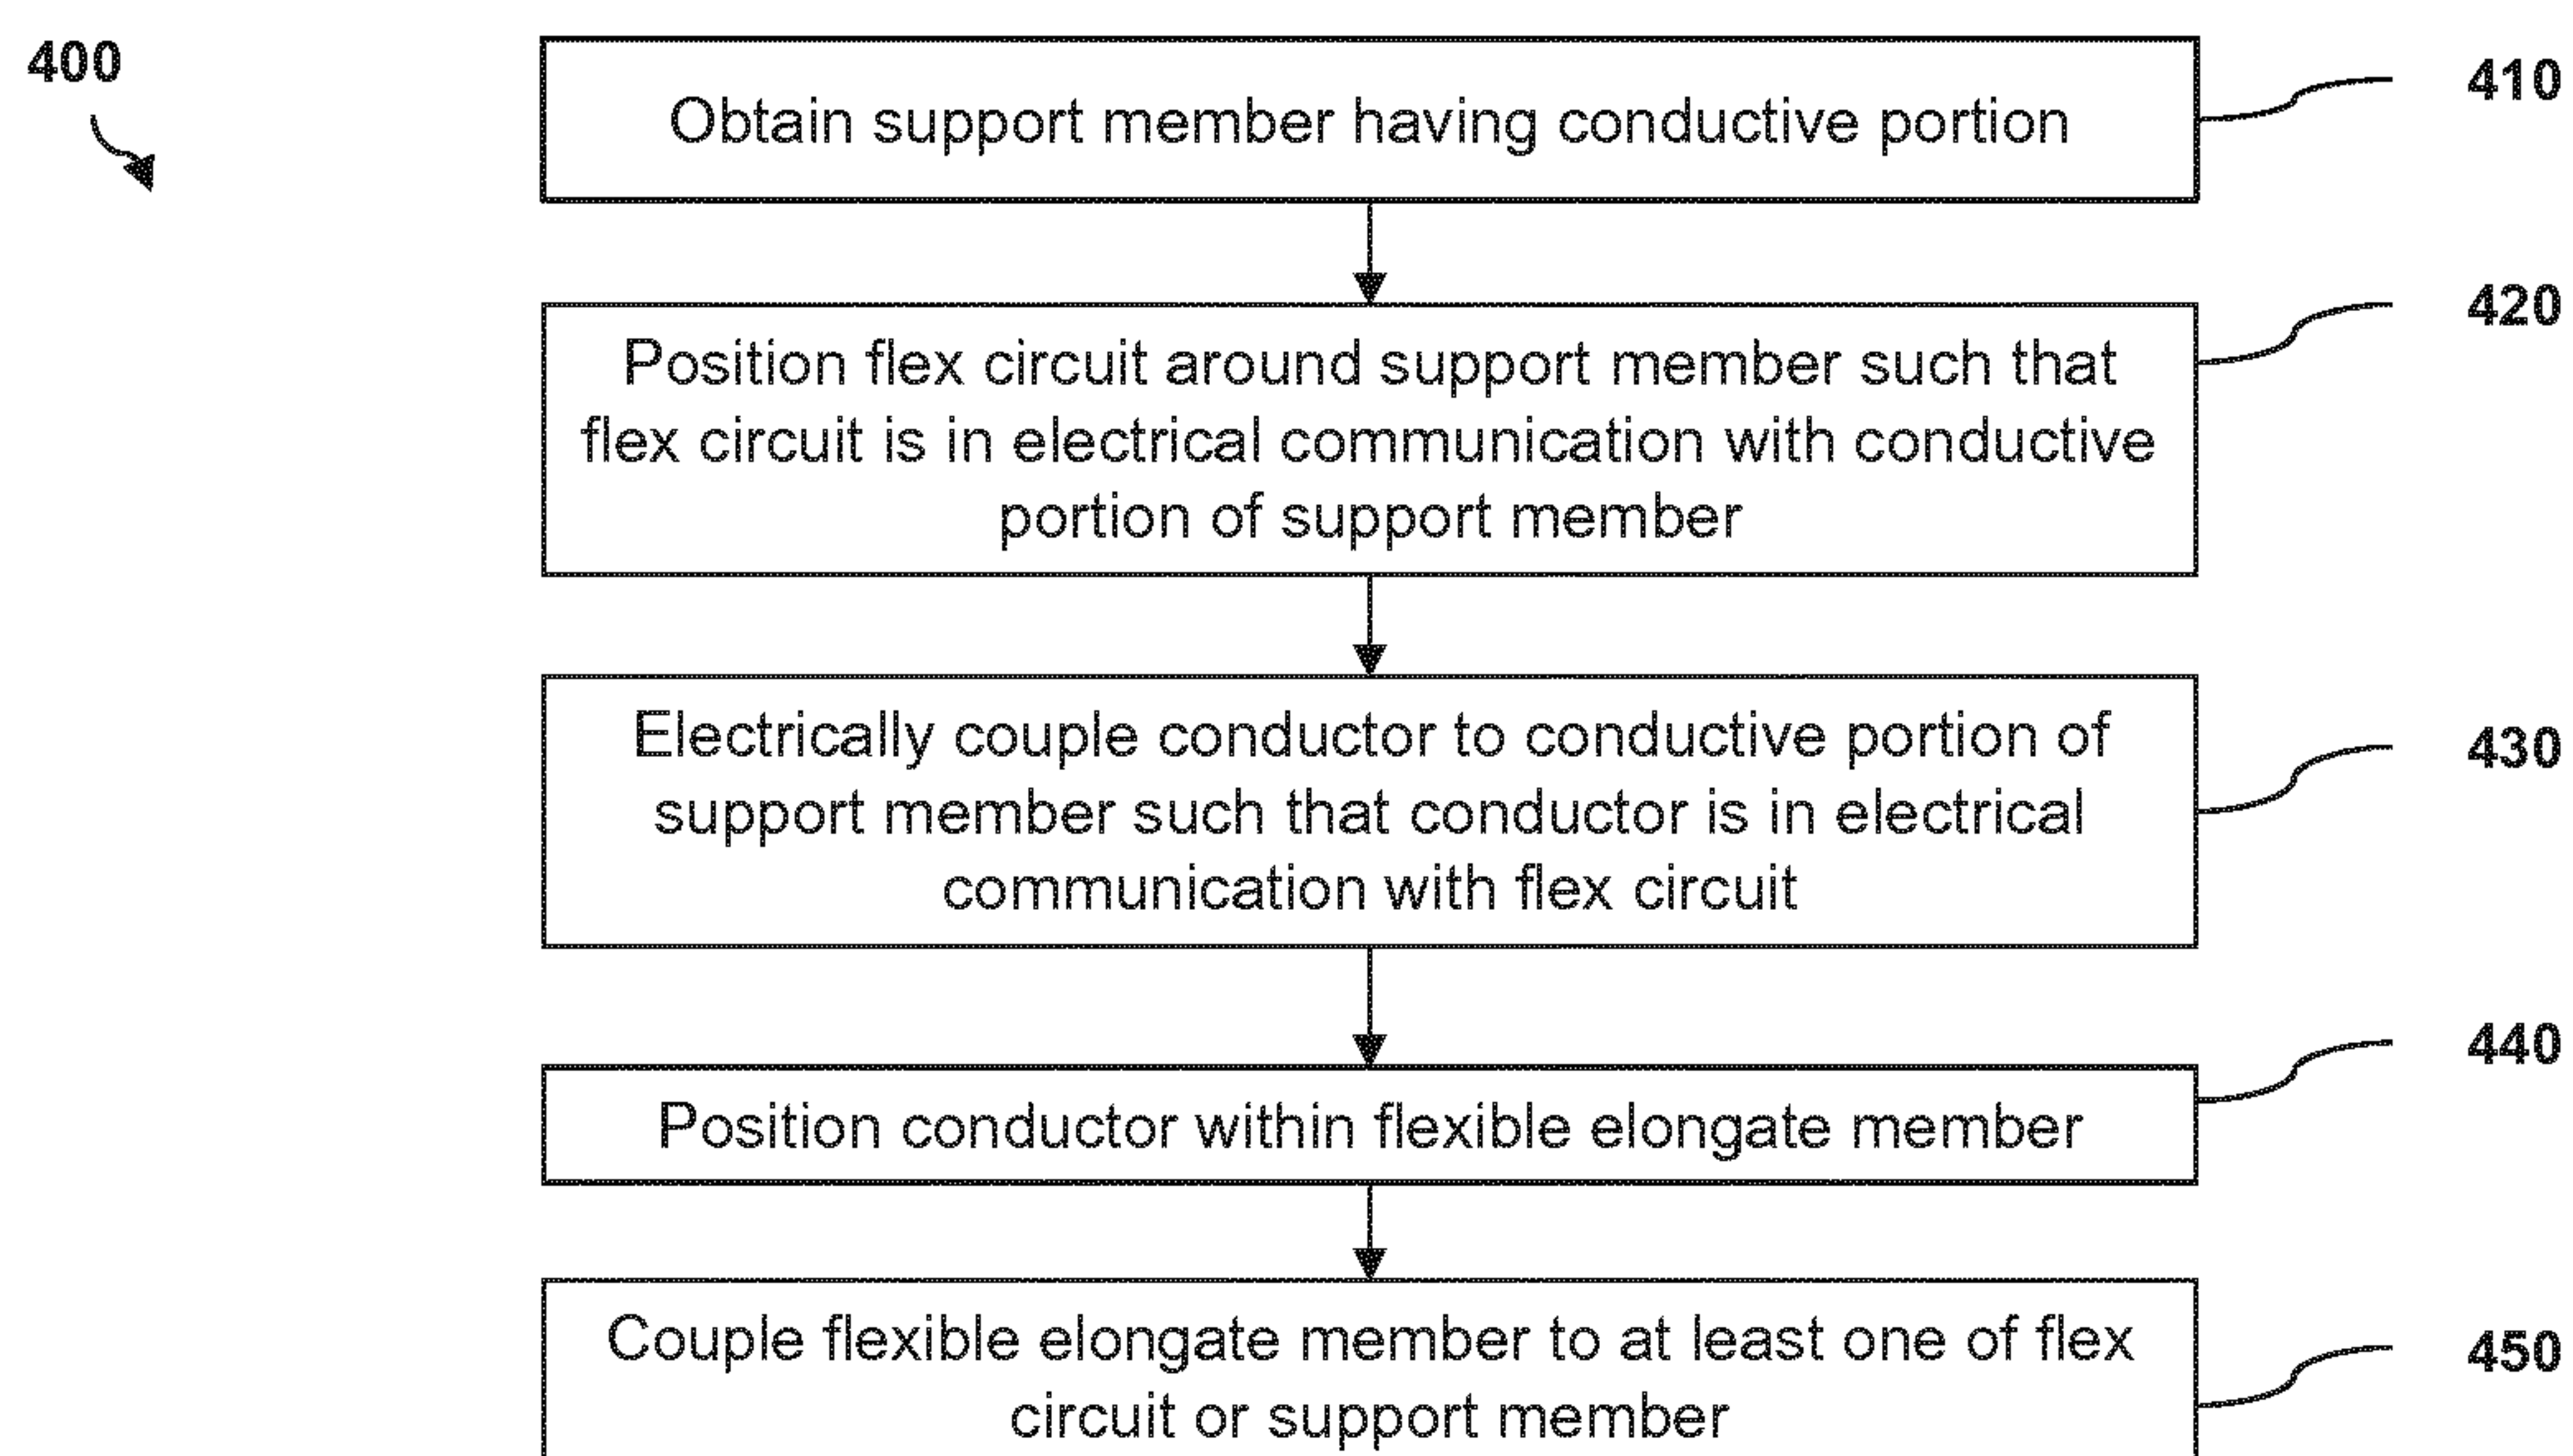 400
Obtain support member having conductive portion
410
Position flex circuit around support member such that
flex circuit is in electrical communication with conductive
portion of support member
420
Electrically couple conductor to conductive portion of
support member such that conductor is in electrical
communication with flex circuit
430
Position conductor within flexible elongate member
440
Couple flexible elongate member to at least one of flex
circuit or support member
450